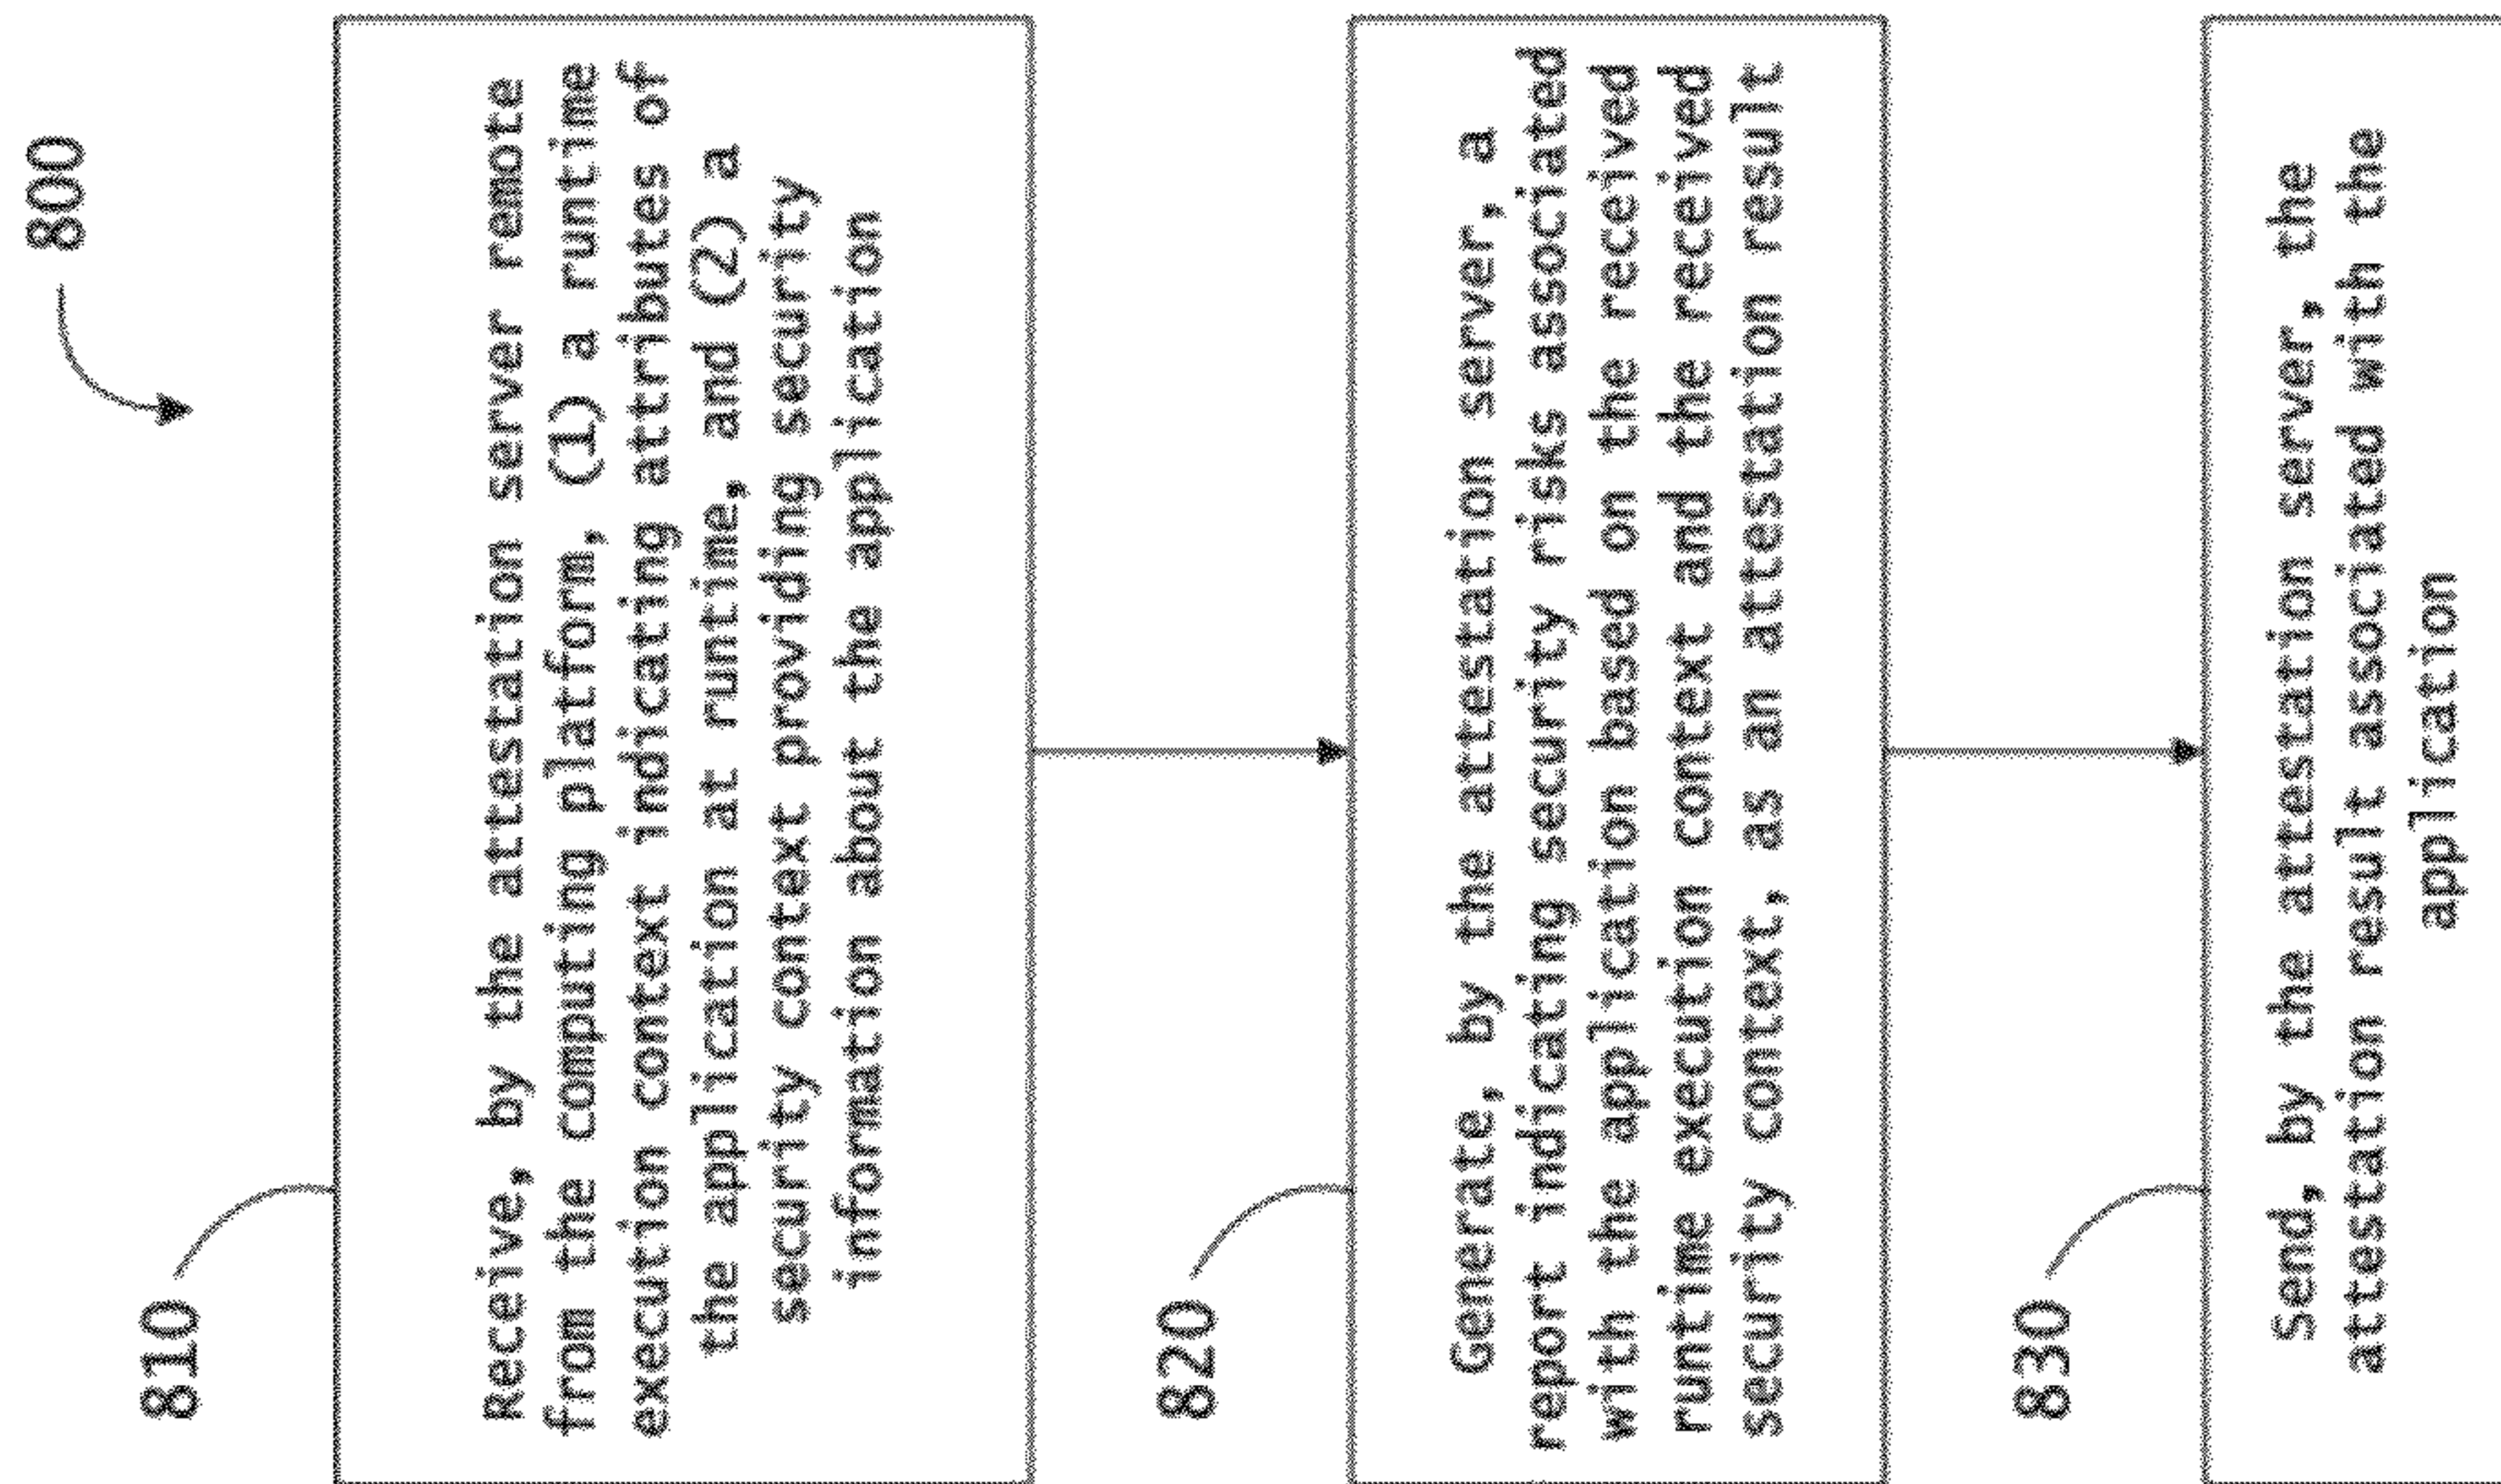 800
810
Receive, by the attestation server remote
from the computing platform, (1) a runtime
execution context indicating attributes of
the application at runtime, and (2) a
security context providing security
information about the application
820
Generate, by the attestation server, a
report indicating security risks associated
with the application based on the received
runtime execution context and the received
security context, as an attestation result
830
Send, by the attestation server, the
attestation result associated with the
application